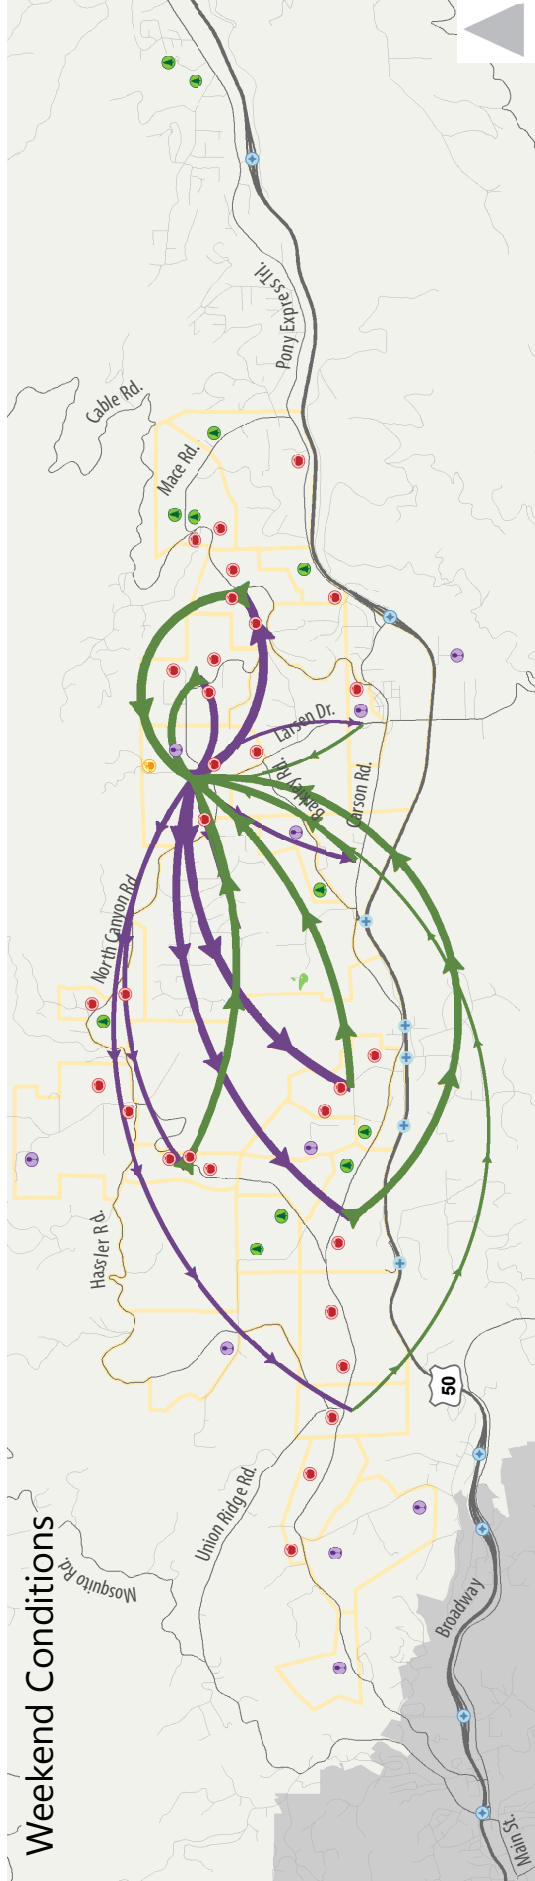 Weekend Conditions
Mosquito Rd.
Union Ridge Rd.
Hassler Rd.
North Canyon Rd
Cable Rd.
Mace Rd.
Pony Express Trl.
Larsen Dr.
Barkley Rd.
Carson Rd.
50
Broadway
Main St.